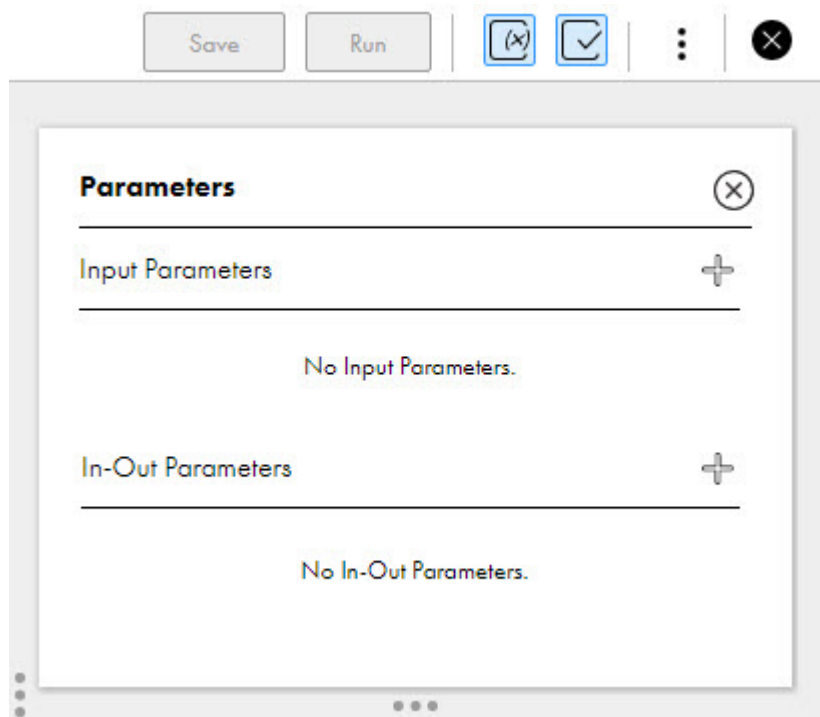 Save Run (x)
Parameters
Input Parameters
No Input Parameters.
In-Out Parameters
No In-Out Parameters.